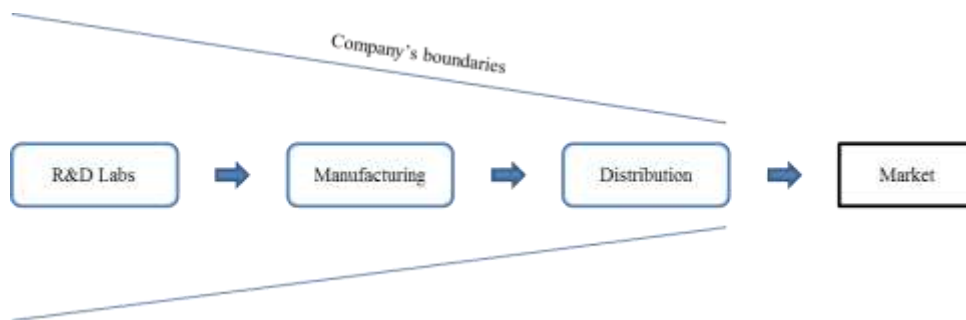 Company's boundaries
R&D Labs
Manufacturing
Distribution
Market